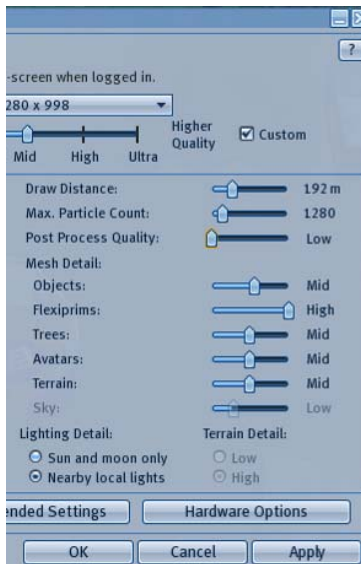 ?
-screen when logged in.
280 x 998
Higher Quality
Custom
Mid High Ultra
Draw Distance: 192 m
Max. Particle Count: 1280
Post Process Quality: Low
Mesh Detail:
Objects: Mid
Flexiprims: High
Trees: Mid
Avatars: Mid
Terrain: Mid
Sky: Low
Lighting Detail: Terrain Detail:
Sun and moon only Low
Nearby local lights High
nded Settings Hardware Options
OK Cancel Apply